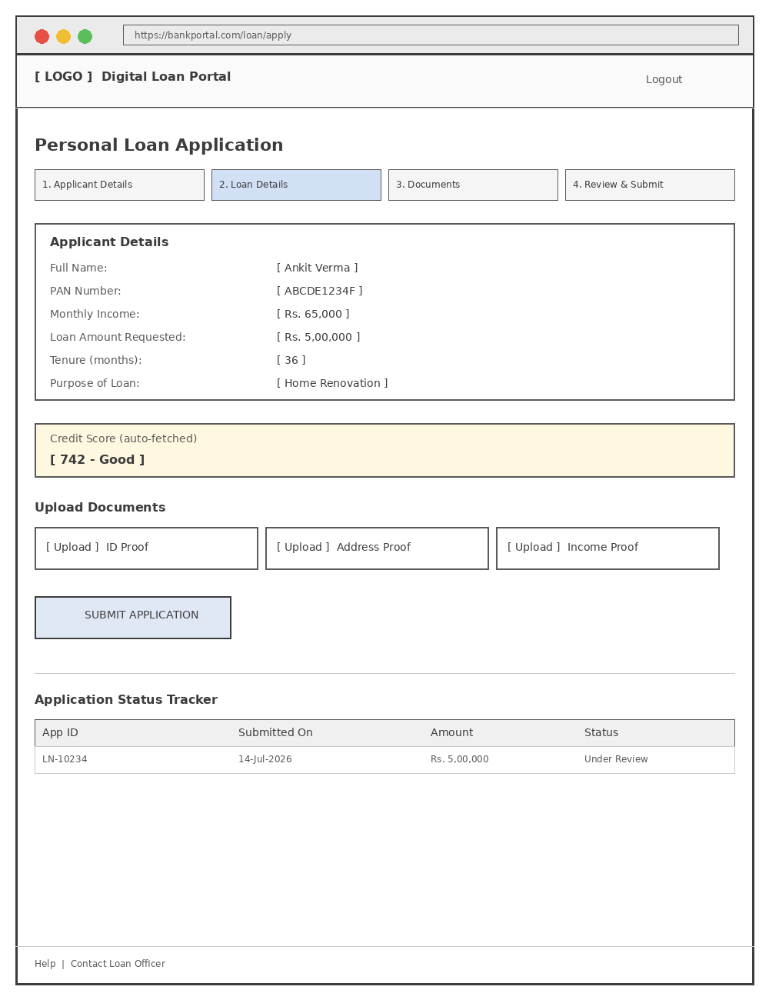 https://bankportal.com/loan/apply
[ LOGO ]  Digital Loan Portal
Logout
Personal Loan Application
1. Applicant Details
2. Loan Details
3. Documents
4. Review & Submit
Applicant Details
Full Name: [ Ankit Verma ]
PAN Number: [ ABCDE1234F ]
Monthly Income: [ Rs. 65,000 ]
Loan Amount Requested: [ Rs. 5,00,000 ]
Tenure (months): [ 36 ]
Purpose of Loan: [ Home Renovation ]
Credit Score (auto-fetched)
[ 742 - Good ]
Upload Documents
[ Upload ]  ID Proof
[ Upload ]  Address Proof
[ Upload ]  Income Proof
SUBMIT APPLICATION
Application Status Tracker
App ID Submitted On Amount Status
LN-10234 14-Jul-2026 Rs. 5,00,000 Under Review
Help  |  Contact Loan Officer